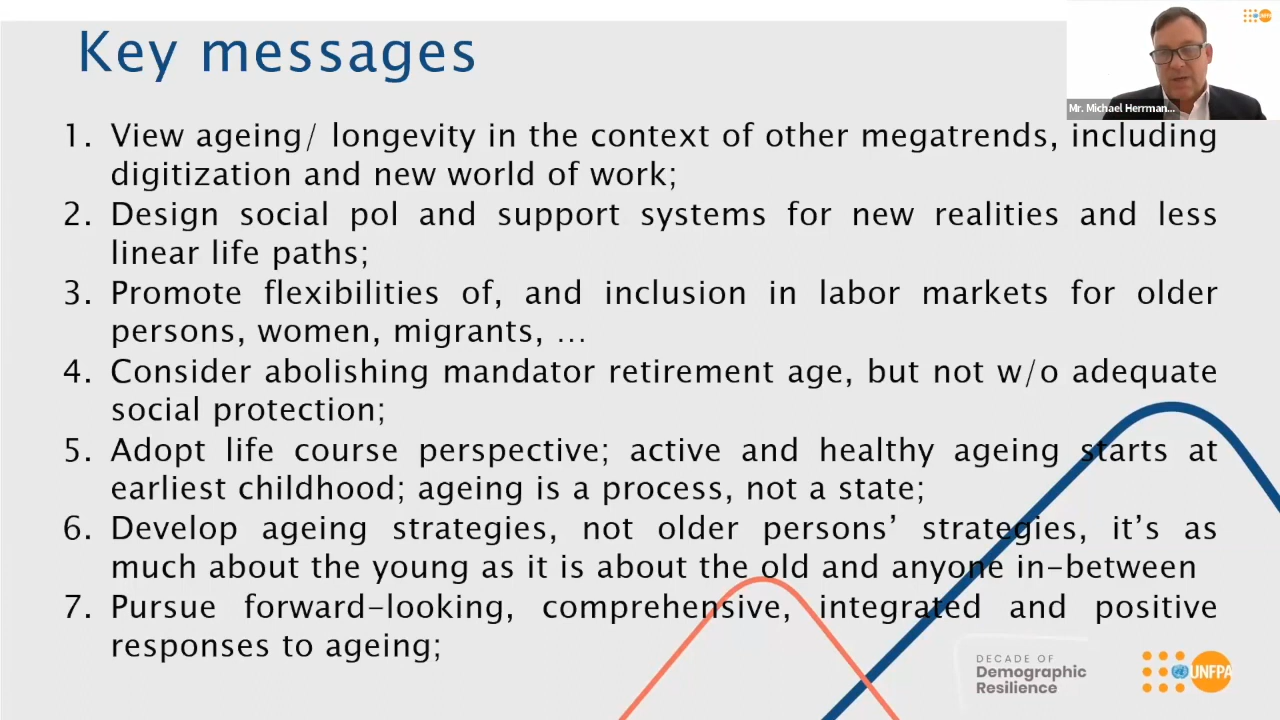 Key messages
Mr. Michael Herrman...
1. View ageing/ longevity in the context of other megatrends, including
digitization and new world of work;
2. Design social pol and support systems for new realities and less
linear life paths;
3. Promote flexibilities of, and inclusion in labor markets for older
persons, women, migrants, ...
4. Consider abolishing mandator retirement age, but not w/o adequate
social protection;
5. Adopt life course perspective; active and healthy ageing starts at
earliest childhood; ageing is a process, not a state;
6. Develop ageing strategies, not older persons’ strategies, it’s as
much about the young as it is about the old and anyone in-between
7. Pursue forward-looking, comprehensive, integrated and positive
responses to ageing;
DECADE OF
Demographic
Resilience
UNFPA